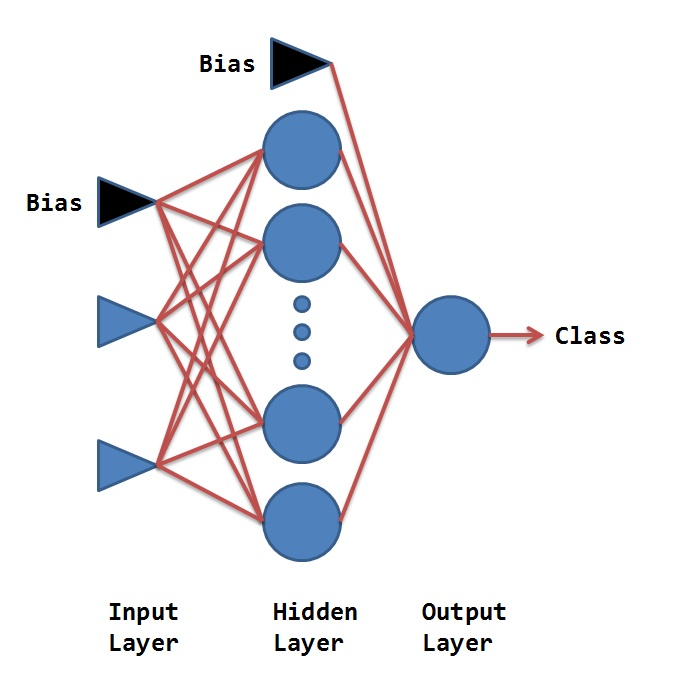 Bias
Bias
Class
Input
Layer
Hidden
Layer
Output
Layer